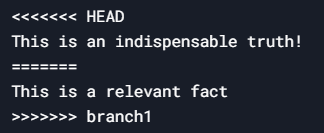 <<<<<<< HEAD
This is an indispensable truth!
=======
This is a relevant fact
>>>>>>> branch1